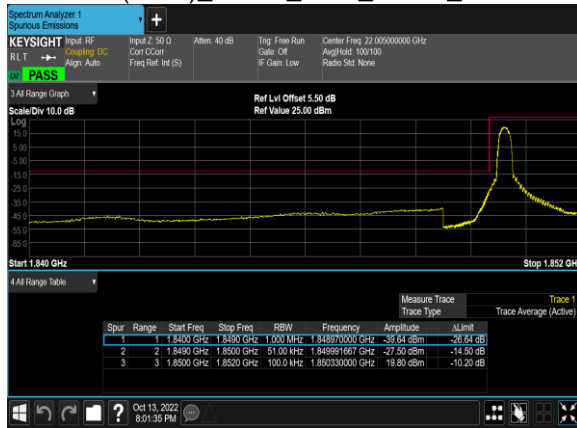 Spectrum Analyzer 1
Spurious Emissions
KEYSIGHT Input: RF Input Z: 50 Ω Atten: 40 dB Trig: Free Run Center Freq: 22.005000000 GHz
RLT Coupling: DC Corr CCorr Gate: Off Avg|Hold: 100/100
Align: Auto Freq Ref: Int (S) IF Gain: Low Radio Std: None
LW PASS
3 All Range Graph
Ref Lvl Offset 5.50 dB
Scale/Div 10.0 dB Ref Value 25.00 dBm
Log
15.0
5.00
-5.00
-15.0
-25.0
-35.0
-45.0
-55.0
-65.0
Start 1.840 GHz Stop 1.852 GH
4 All Range Table
Measure Trace Trace 1
Trace Type Trace Average (Active)
Spur Range Start Freq Stop Freq RBW Frequency Amplitude ΔLimit
1 1 1.8400 GHz 1.8490 GHz 1.000 MHz 1.848970000 GHz -39.64 dBm -26.64 dB
2 2 1.8490 GHz 1.8500 GHz 51.00 kHz 1.849991667 GHz -27.50 dBm -14.50 dB
3 3 1.8500 GHz 1.8520 GHz 100.0 kHz 1.850330000 GHz 19.80 dBm -10.20 dB
Oct 13, 2022
8:01:35 PM